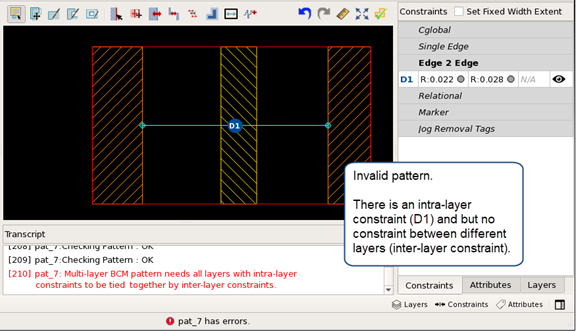 Constraints Set Fixed Width Extent
Cglobal
Single Edge
Edge 2 Edge
D1 R:0.022 R:0.028 N/A
Relational
Marker
Jog Removal Tags
D1
Invalid pattern.
There is an intra-layer
constraint (D1) and but no
constraint between different
layers (inter-layer constraint).
Transcript
[208] pat_7:Checking Pattern : OK
[209] pat_7:Checking Pattern : OK
[210] pat_7: Multi-layer BCM pattern needs all layers with intra-layer
constraints to be tied together by inter-layer constraints.
Constraints Attributes Layers
Layers Constraints Attributes
pat_7 has errors.